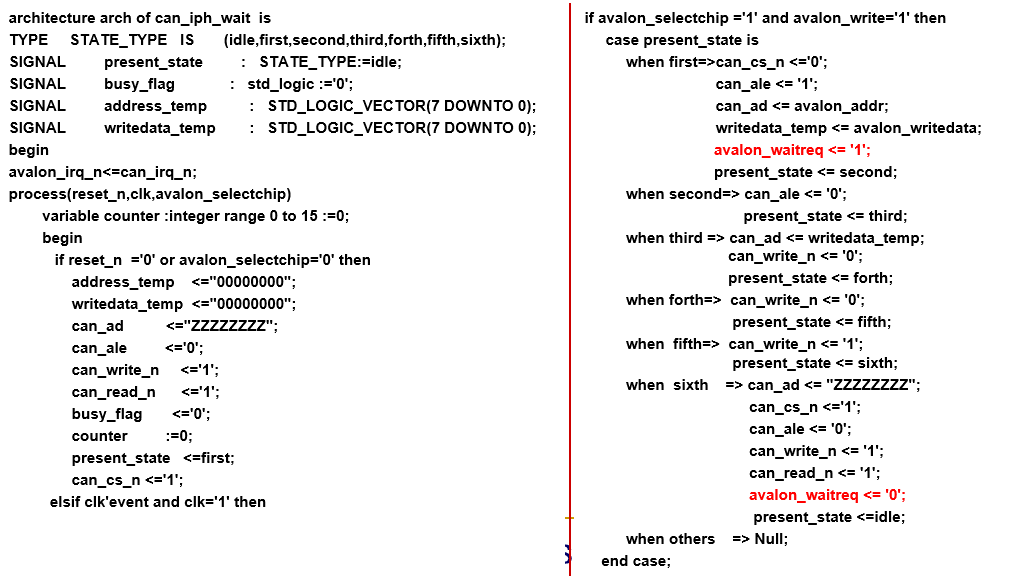 architecture arch of can_iph_wait is
TYPE STATE_TYPE IS (idle,first,second,third,forth,fifth,sixth);
SIGNAL present_state : STATE_TYPE:=idle;
SIGNAL busy_flag : std_logic :='0';
SIGNAL address_temp : STD_LOGIC_VECTOR(7 DOWNTO 0);
SIGNAL writedata_temp : STD_LOGIC_VECTOR(7 DOWNTO 0);
begin
avalon_irq_n<=can_irq_n;
process(reset_n,clk,avalon_selectchip)
variable counter :integer range 0 to 15 :=0;
begin
if reset_n ='0' or avalon_selectchip='0' then
address_temp <="00000000";
writedata_temp <="00000000";
can_ad <="ZZZZZZZZ";
can_ale <='0';
can_write_n <='1';
can_read_n <='1';
busy_flag <='0';
counter :=0;
present_state <=first;
can_cs_n <='1';
elsif clk'event and clk='1' then
if avalon_selectchip ='1' and avalon_write='1' then
case present_state is
when first=>can_cs_n <='0';
can_ale <= '1';
can_ad <= avalon_addr;
writedata_temp <= avalon_writedata;
avalon_waitreq <= '1';
present_state <= second;
when second=> can_ale <= '0';
present_state <= third;
when third => can_ad <= writedata_temp;
can_write_n <= '0';
present_state <= forth;
when forth=> can_write_n <= '0';
present_state <= fifth;
when fifth=> can_write_n <= '1';
present_state <= sixth;
when sixth => can_ad <= "ZZZZZZZZ";
can_cs_n <='1';
can_ale <= '0';
can_write_n <= '1';
can_read_n <= '1';
avalon_waitreq <= '0';
present_state <=idle;
when others => Null;
end case;